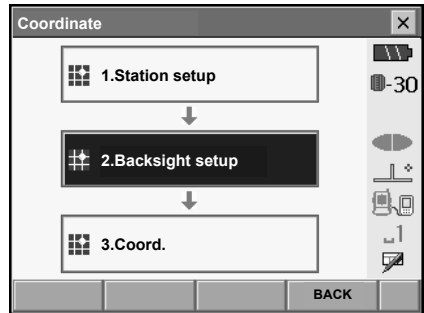 Coordinate
1.Station setup
-30
2.Backsight setup
3.Coord.
1
BACK